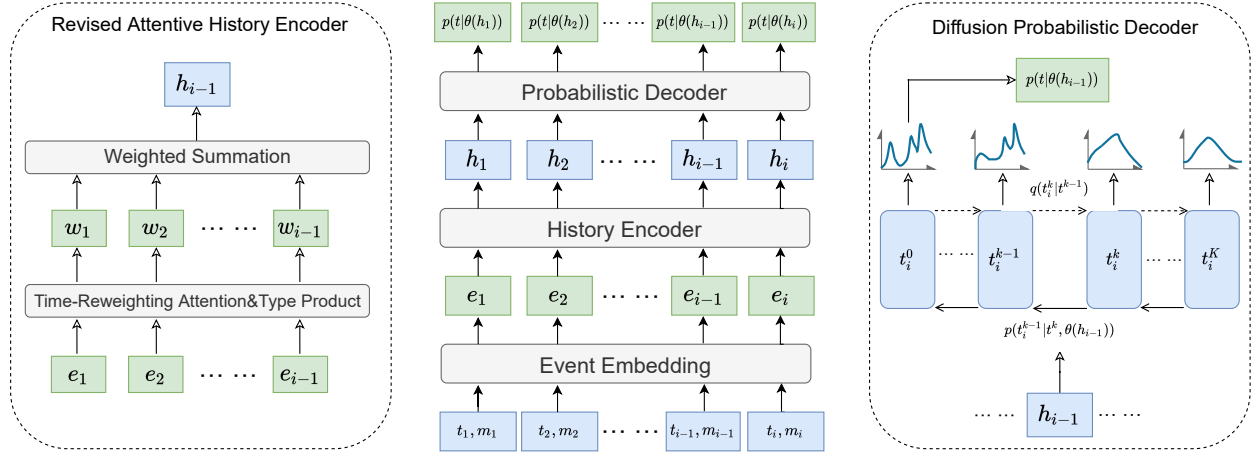 Revised Attentive History Encoder
h_{i-1}
Weighted Summation
w_1 w_2 ... ... w_{i-1}
Time-Reweighting Attention&Type Product
e_1 e_2 ... ... e_{i-1}
p(t|θ(h_1)) p(t|θ(h_2)) ... ... p(t|θ(h_{i-1})) p(t|θ(h_i))
Probabilistic Decoder
h_1 h_2 ... ... h_{i-1} h_i
History Encoder
e_1 e_2 ... ... e_{i-1} e_i
Event Embedding
t_1, m_1 t_2, m_2 ... ... t_{i-1}, m_{i-1} t_i, m_i
Diffusion Probabilistic Decoder
p(t|θ(h_{i-1}))
q(t_i^k|t^{k-1})
t_i^0 ... ... t_i^{k-1} t_i^k ... ... t_i^K
p(t_i^{k-1}|t^k, θ(h_{i-1}))
... ... h_{i-1} ... ...